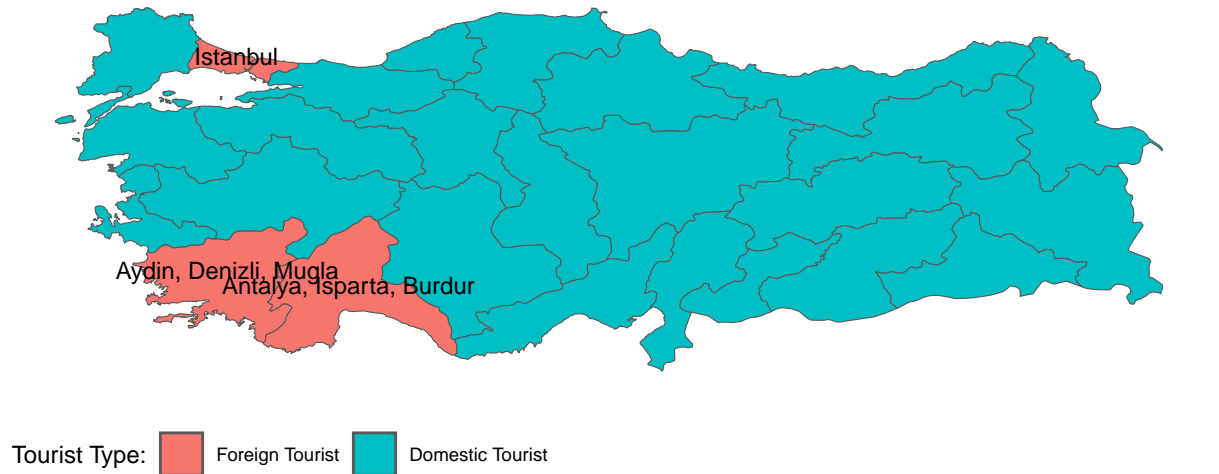 Istanbul
Aydin, Denizli, Mugla
Antalya, Isparta, Burdur
Tourist Type: Foreign Tourist Domestic Tourist